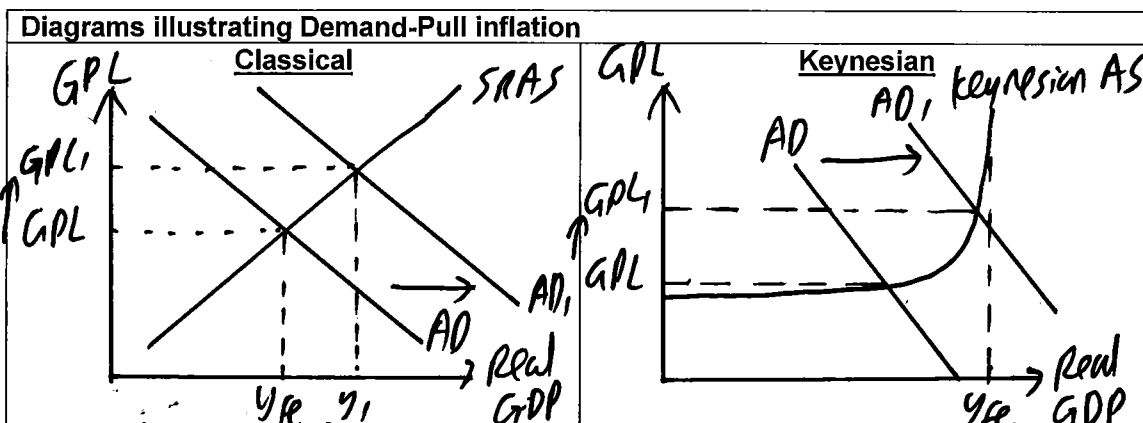 Diagrams illustrating Demand-Pull inflation
Classical
GPL
SRAS
GPL1
GPL
AD1
AD
Real
GDP
Yfe
Y1
Keynesian
GPL
Keynesian AS
AD1
AD
GPL1
GPL
Real
GDP
Yfe